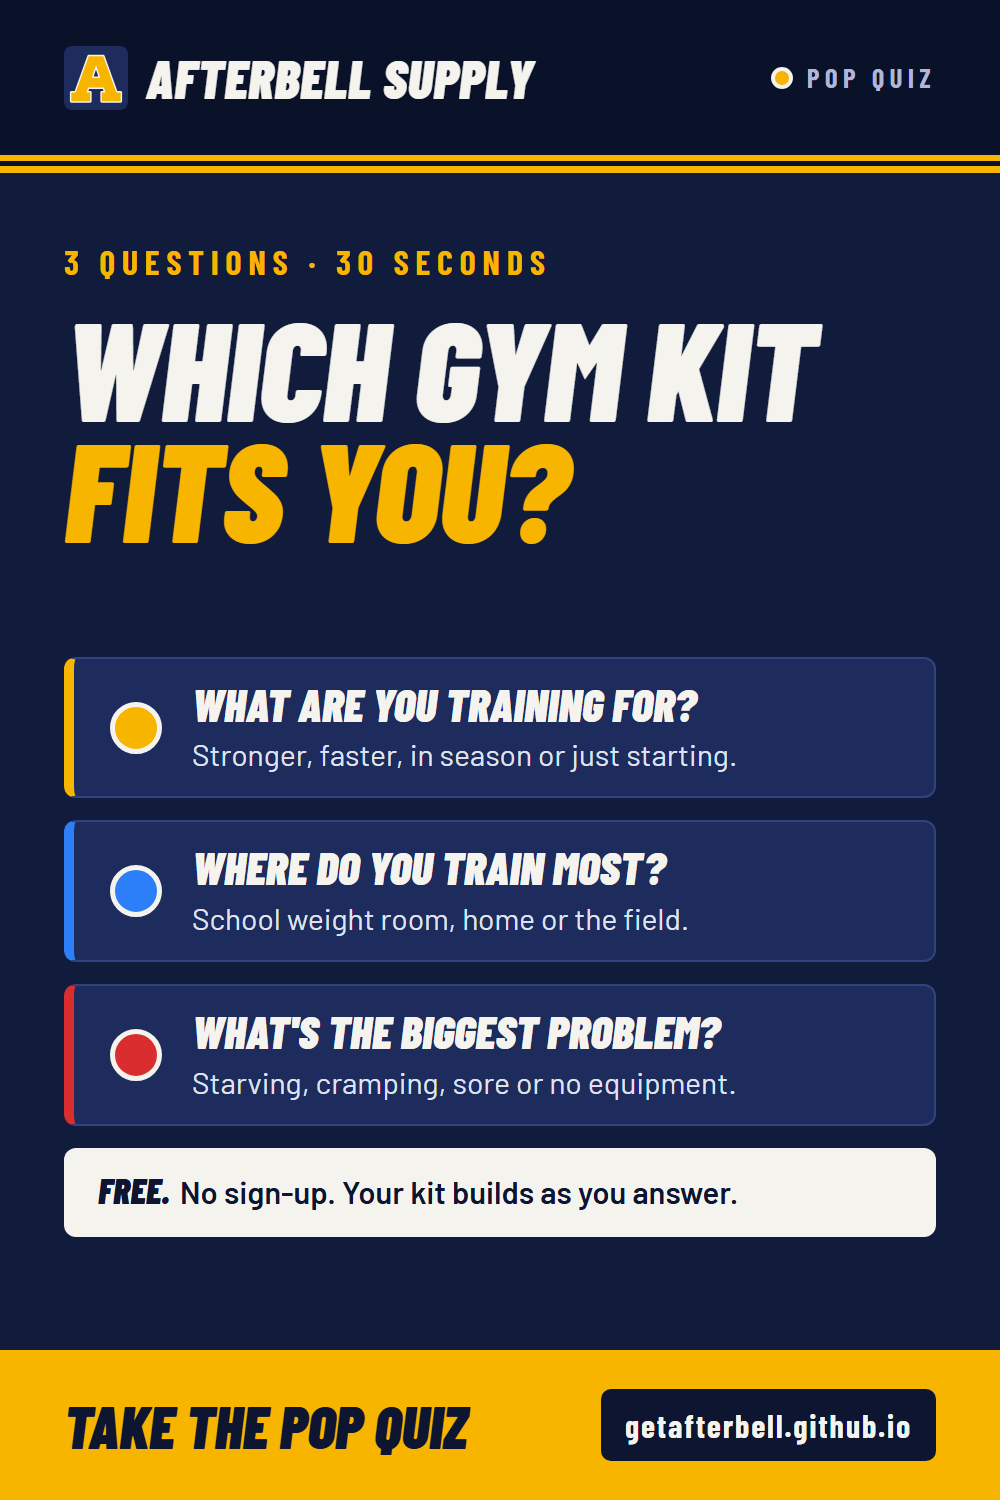 A AFTERBELL SUPPLY
POP QUIZ
3 QUESTIONS · 30 SECONDS
WHICH GYM KIT
FITS YOU?
WHAT ARE YOU TRAINING FOR?
Stronger, faster, in season or just starting.
WHERE DO YOU TRAIN MOST?
School weight room, home or the field.
WHAT'S THE BIGGEST PROBLEM?
Starving, cramping, sore or no equipment.
FREE. No sign-up. Your kit builds as you answer.
TAKE THE POP QUIZ
getafterbell.github.io